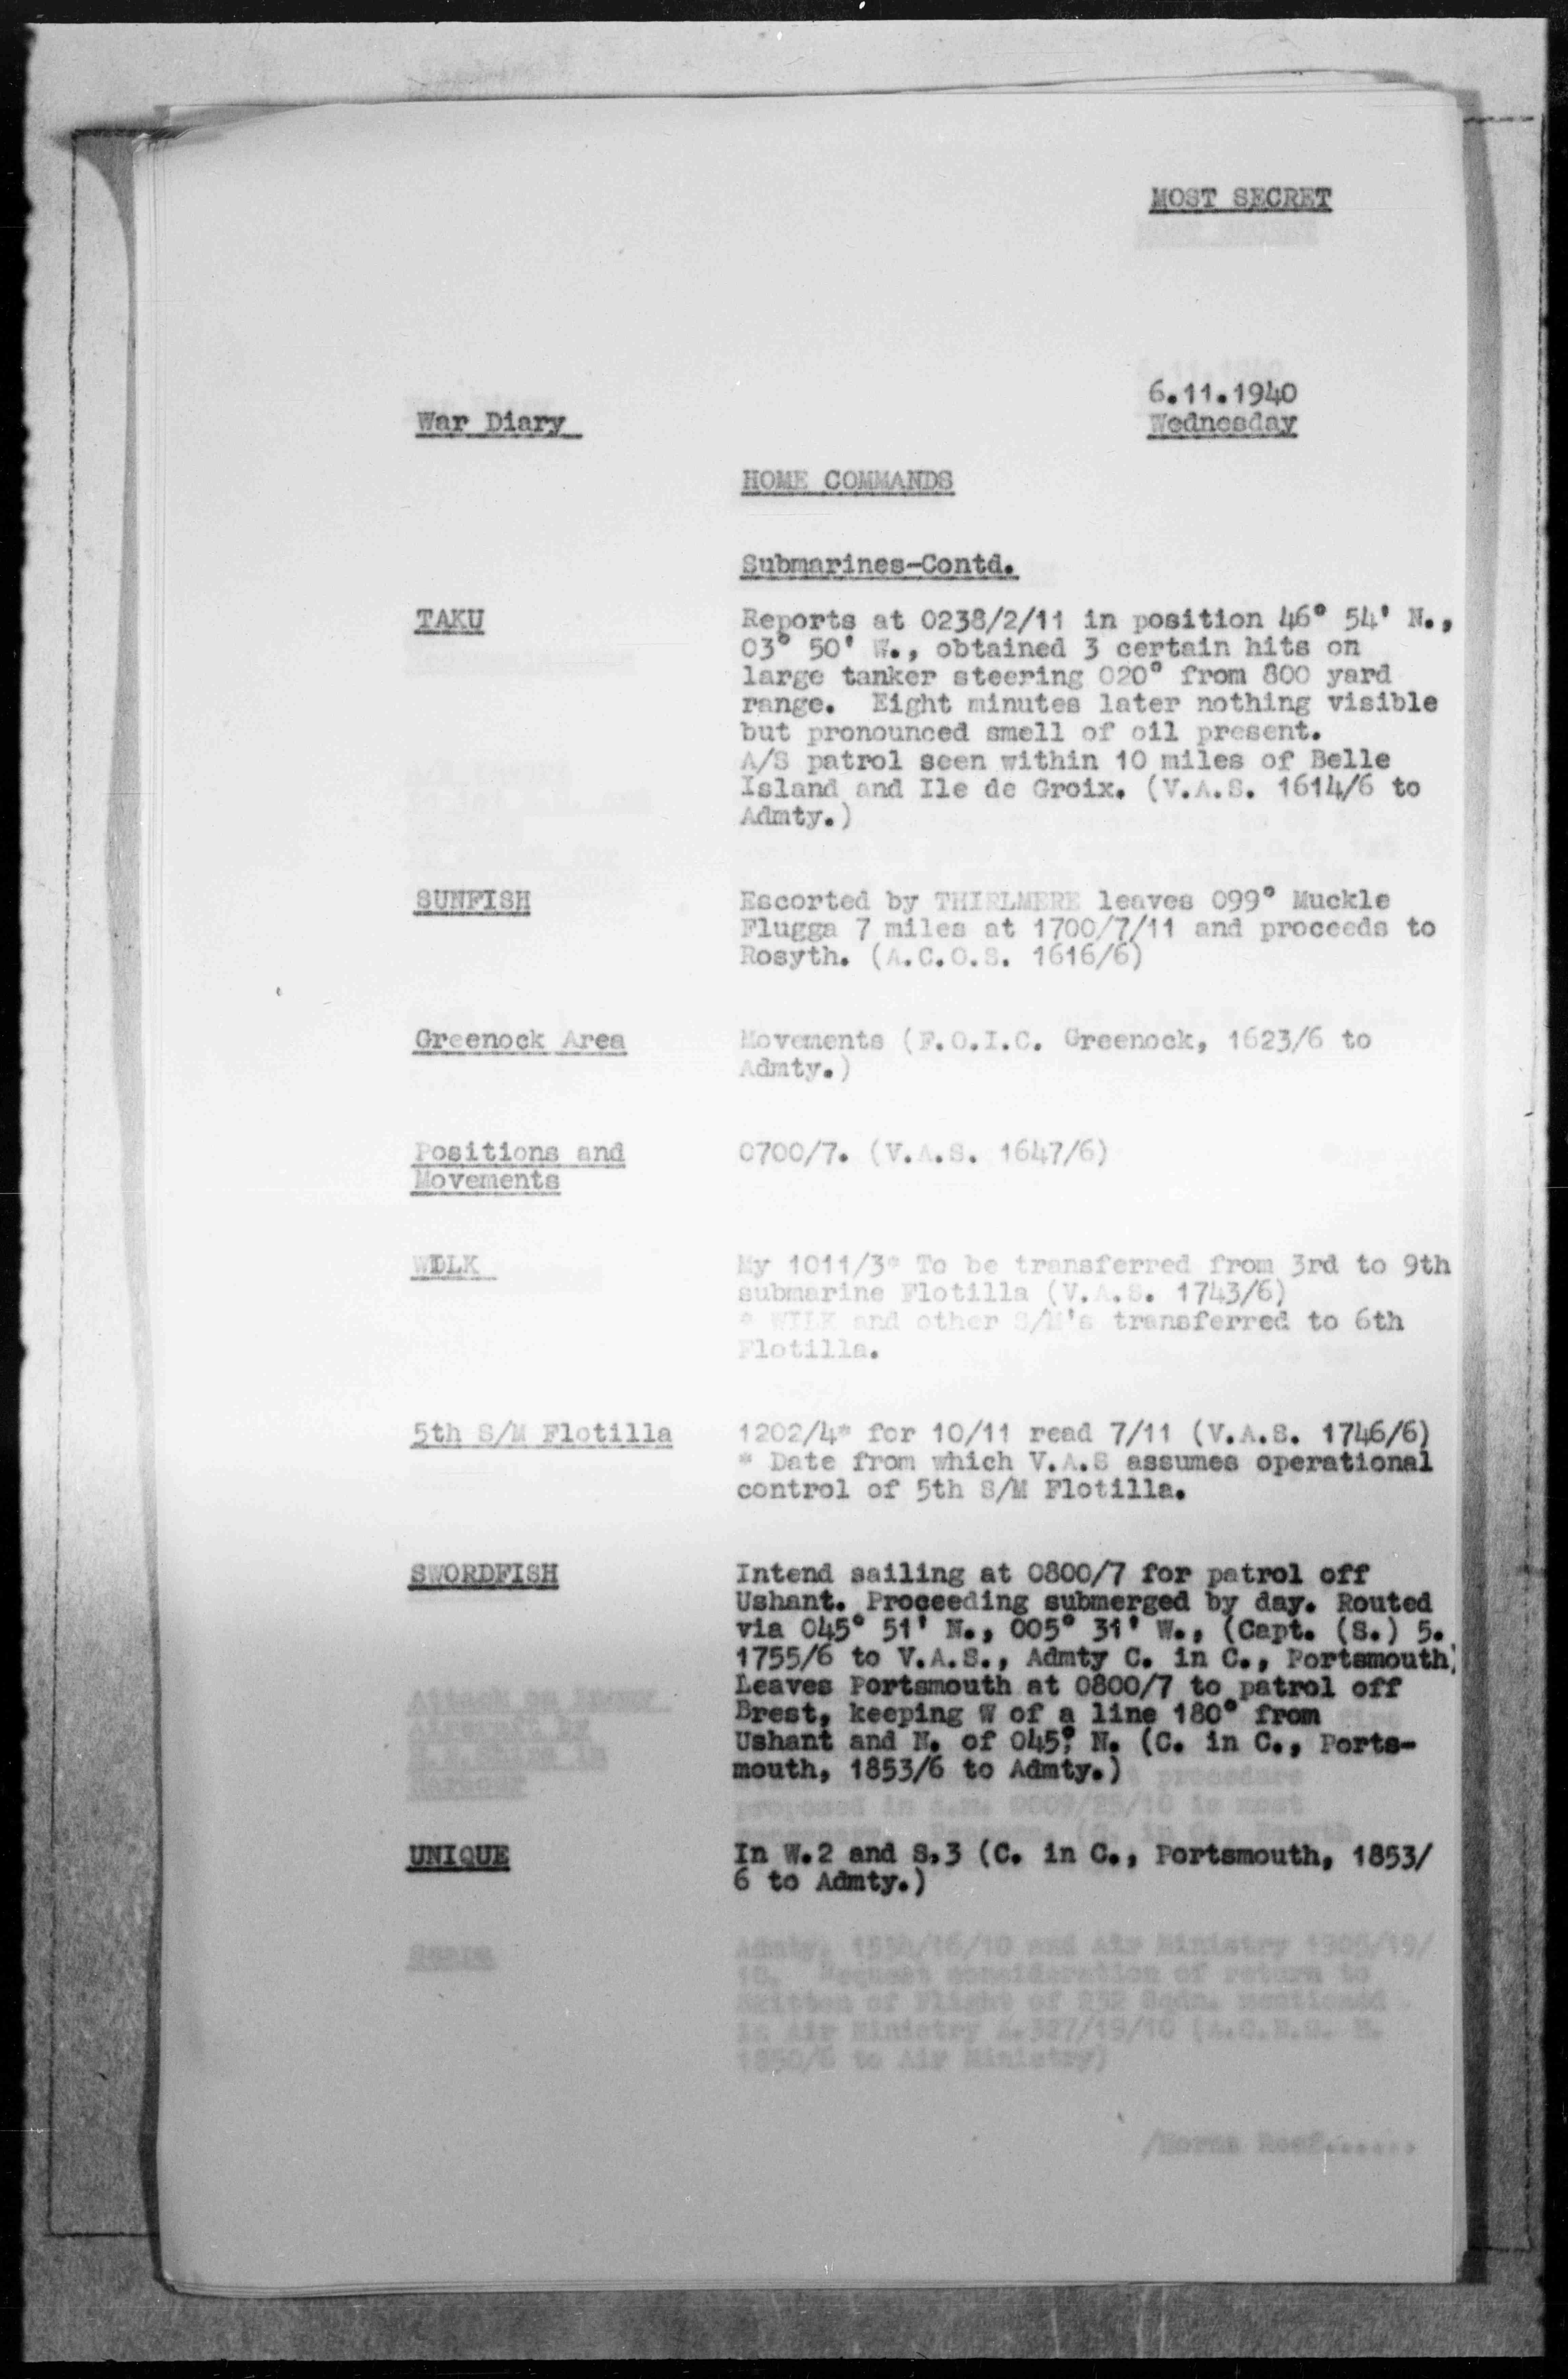 MOST SECRET
6.11.1940
War Diary
Wednesday
HOME COMMANDS
Submarines-Contd.
TAKU
Reports at 0238/2/11 in position 46° 54' N.,
03° 50' W., obtained 3 certain hits on
large tanker steering 020° from 800 yard
range. Eight minutes later nothing visible
but pronounced smell of oil present.
A/S patrol seen within 10 miles of Belle
Island and Ile de Groix. (V.A.S. 1614/6 to
Admty.)
SUNFISH
Escorted by THIRLMERE leaves 099° Muckle
Flugga 7 miles at 1700/7/11 and proceeds to
Rosyth. (A.C.O.S. 1616/6)
Greenock Area
Movements (F.O.I.C. Greenock, 1623/6 to
Admty.)
Positions and
Movements
0700/7. (V.A.S. 1647/6)
WILK
My 1011/3* To be transferred from 3rd to 9th
submarine Flotilla (V.A.S. 1743/6)
* WILK and other S/M's transferred to 6th
Flotilla.
5th S/M Flotilla
1202/4* for 10/11 read 7/11 (V.A.S. 1746/6)
* Date from which V.A.S assumes operational
control of 5th S/M Flotilla.
SWORDFISH
Intend sailing at 0800/7 for patrol off
Ushant. Proceeding submerged by day. Routed
via 045° 51' N., 005° 31' W., (Capt. (S.) 5.
1755/6 to V.A.S., Admty C. in C., Portsmouth)
Leaves Portsmouth at 0800/7 to patrol off
Brest, keeping W of a line 180° from
Ushant and N. of 045° N. (C. in C., Ports-
mouth, 1853/6 to Admty.)
UNIQUE
In W.2 and S.3 (C. in C., Portsmouth, 1853/
6 to Admty.)